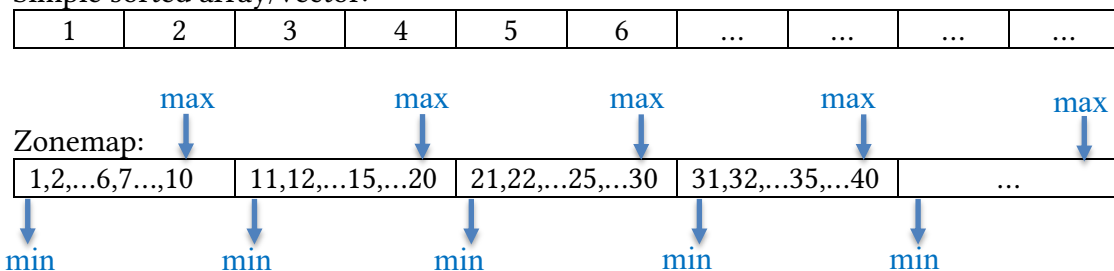 Simple sorted array/vector:
1 2 3 4 5 6 ... ... ... ...
max max max max max
Zonemap:
1,2,...6,7...,10 11,12,...15,...20 21,22,...25,...30 31,32,...35,...40 ...
min min min min min